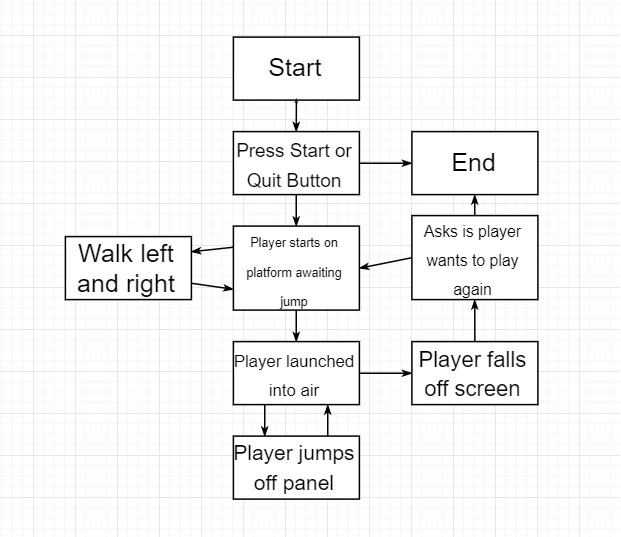 Start
Press Start or
Quit Button
End
Player starts on
platform awaiting
jump
Walk left
and right
Asks is player
wants to play
again
Player launched
into air
Player falls
off screen
Player jumps
off panel